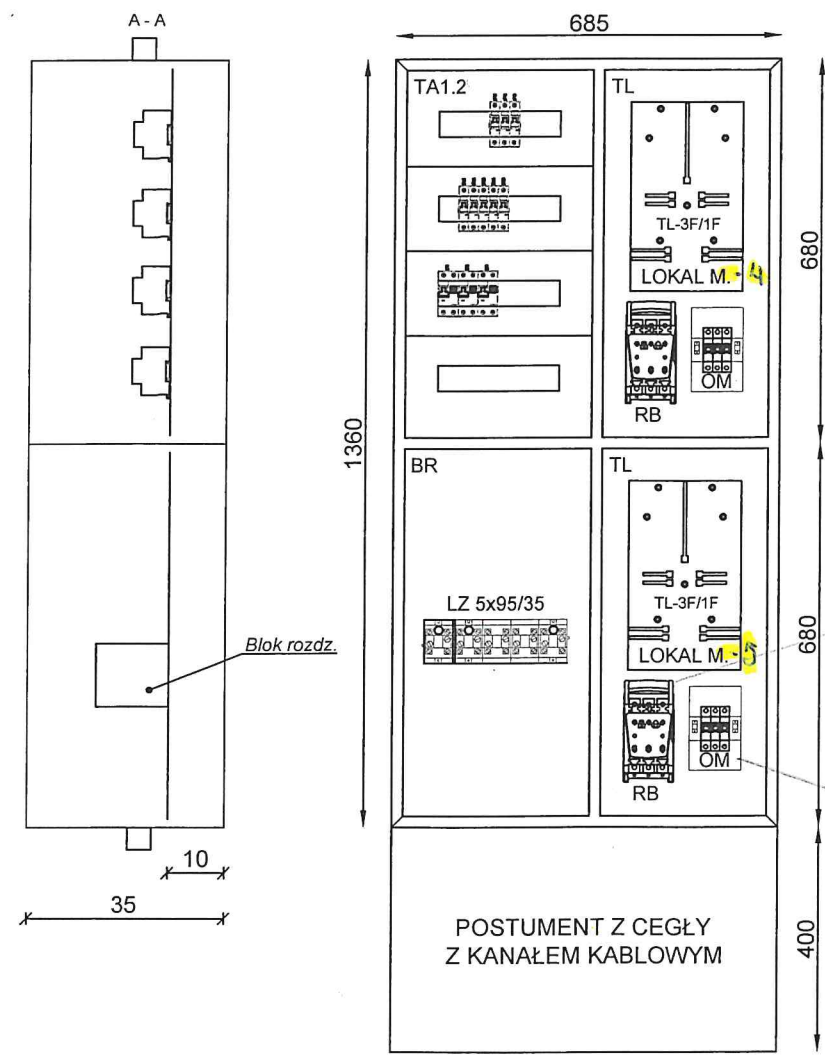 A - A
685
TA1.2
TL
TL-3F/1F
LOKAL M.-4
RB
OM
680
1360
BR
TL
LZ 5x95/35
TL-3F/1F
LOKAL M.-5
RB
OM
680
Blok rozdz.
10
35
POSTUMENT Z CEGŁY
Z KANAŁEM KABLOWYM
400